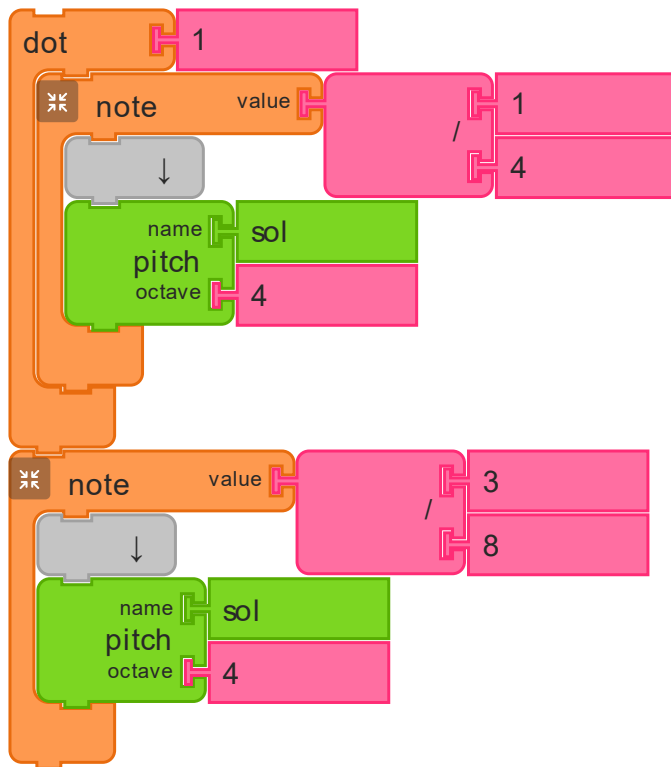 dot 1
note value 1
/
4
↓
name sol
pitch
octave 4
note value 3
/
8
↓
name sol
pitch
octave 4